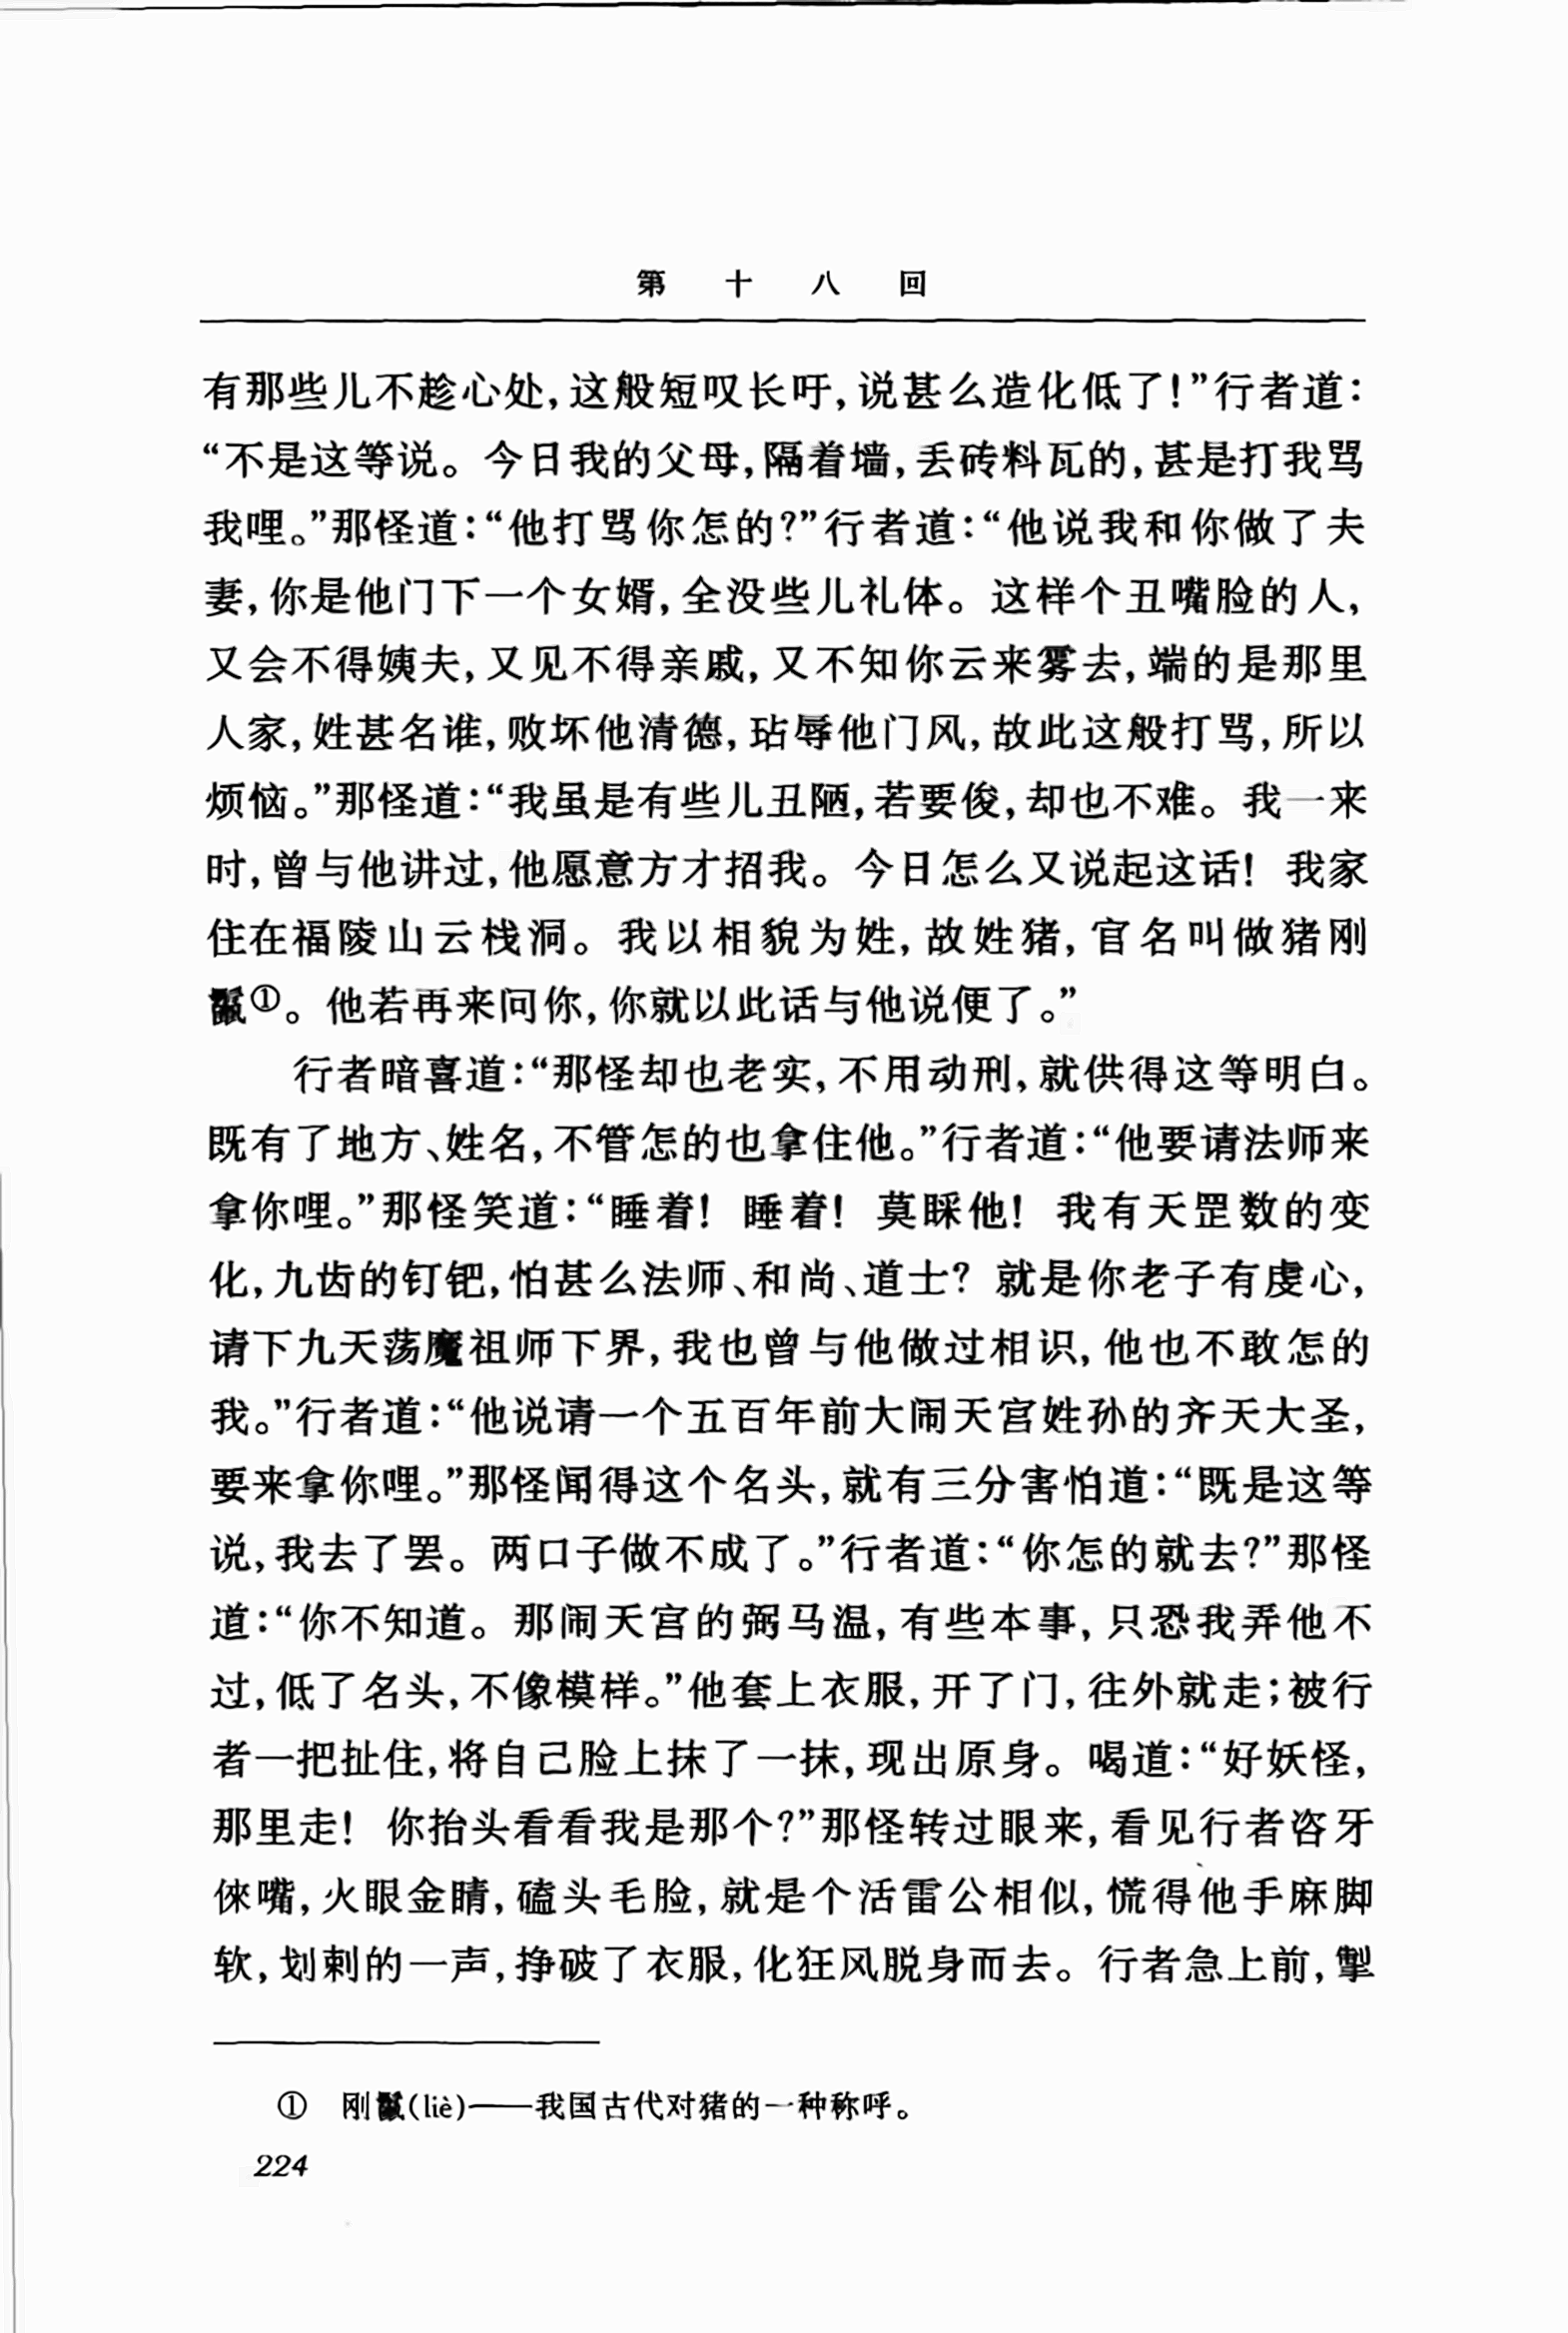 第十八回
有那些儿不趁心处,这般短叹长吁,说甚么造化低了!”行者道:
“不是这等说。今日我的父母,隔着墙,丢砖料瓦的,甚是打我骂
我哩。”那怪道:“他打骂你怎的?”行者道:“他说我和你做了夫
妻,你是他门下一个女婿,全没些儿礼体。这样个丑嘴脸的人,
又会不得姨夫,又见不得亲戚,又不知你云来雾去,端的是那里
人家,姓甚名谁,败坏他清德,玷辱他门风,故此这般打骂,所以
烦恼。”那怪道:“我虽是有些儿丑陋,若要俊,却也不难。我一来
时,曾与他讲过,他愿意方才招我。今日怎么又说起这话! 我家
住在福陵山云栈洞。我以相貌为姓,故姓猪,官名叫做猪刚
鬣①。他若再来问你,你就以此话与他说便了。”
行者暗喜道:“那怪却也老实,不用动刑,就供得这等明白。
既有了地方、姓名,不管怎的也拿住他。”行者道:“他要请法师来
拿你哩。”那怪笑道:“睡着! 睡着! 莫睬他! 我有天罡数的变
化,九齿的钉钯,怕甚么法师、和尚、道士? 就是你老子有虔心,
请下九天荡魔祖师下界,我也曾与他做过相识,他也不敢怎的
我。”行者道:“他说请一个五百年前大闹天宫姓孙的齐天大圣,
要来拿你哩。”那怪闻得这个名头,就有三分害怕道:“既是这等
说,我去了罢。两口子做不成了。”行者道:“你怎的就去?”那怪
道:“你不知道。那闹天宫的弼马温,有些本事,只恐我弄他不
过,低了名头,不像模样。”他套上衣服,开了门,往外就走;被行
者一把扯住,将自己脸上抹了一抹,现出原身。喝道:“好妖怪,
那里走! 你抬头看看我是那个?”那怪转过眼来,看见行者咨牙
倈嘴,火眼金睛,磕头毛脸,就是个活雷公相似,慌得他手麻脚
软,划剌的一声,挣破了衣服,化狂风脱身而去。行者急上前,掣
① 刚鬣(liè)——我国古代对猪的一种称呼。
224